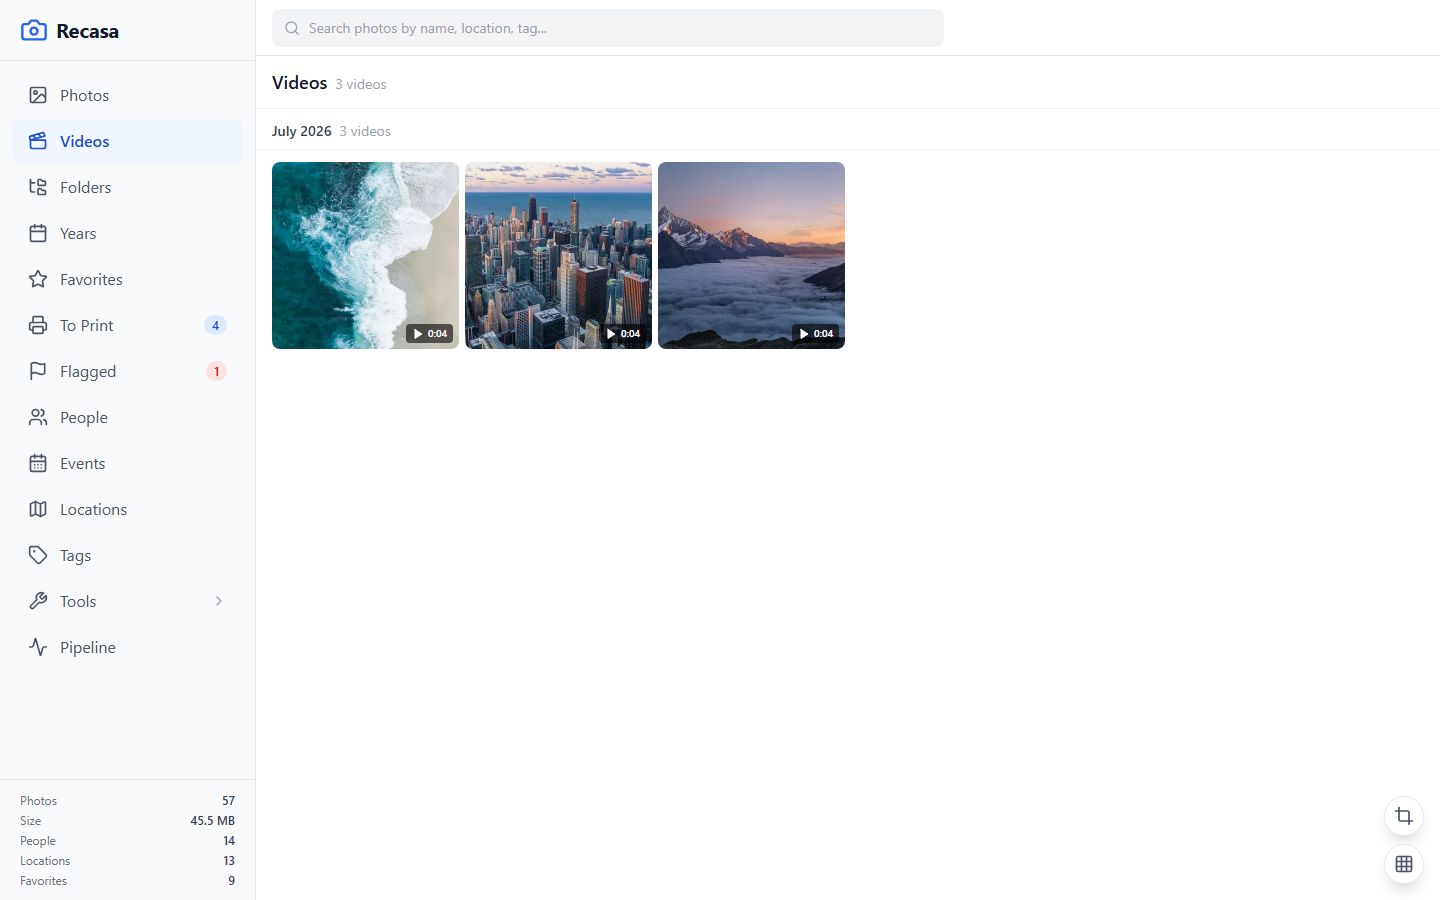 Recasa
Search photos by name, location, tag...
Photos
Videos
Folders
Years
Favorites
To Print 4
Flagged 1
People
Events
Locations
Tags
Tools
Pipeline
Photos 57
Size 45.5 MB
People 14
Locations 13
Favorites 9
Videos 3 videos
July 2026 3 videos
0:04 0:04 0:04